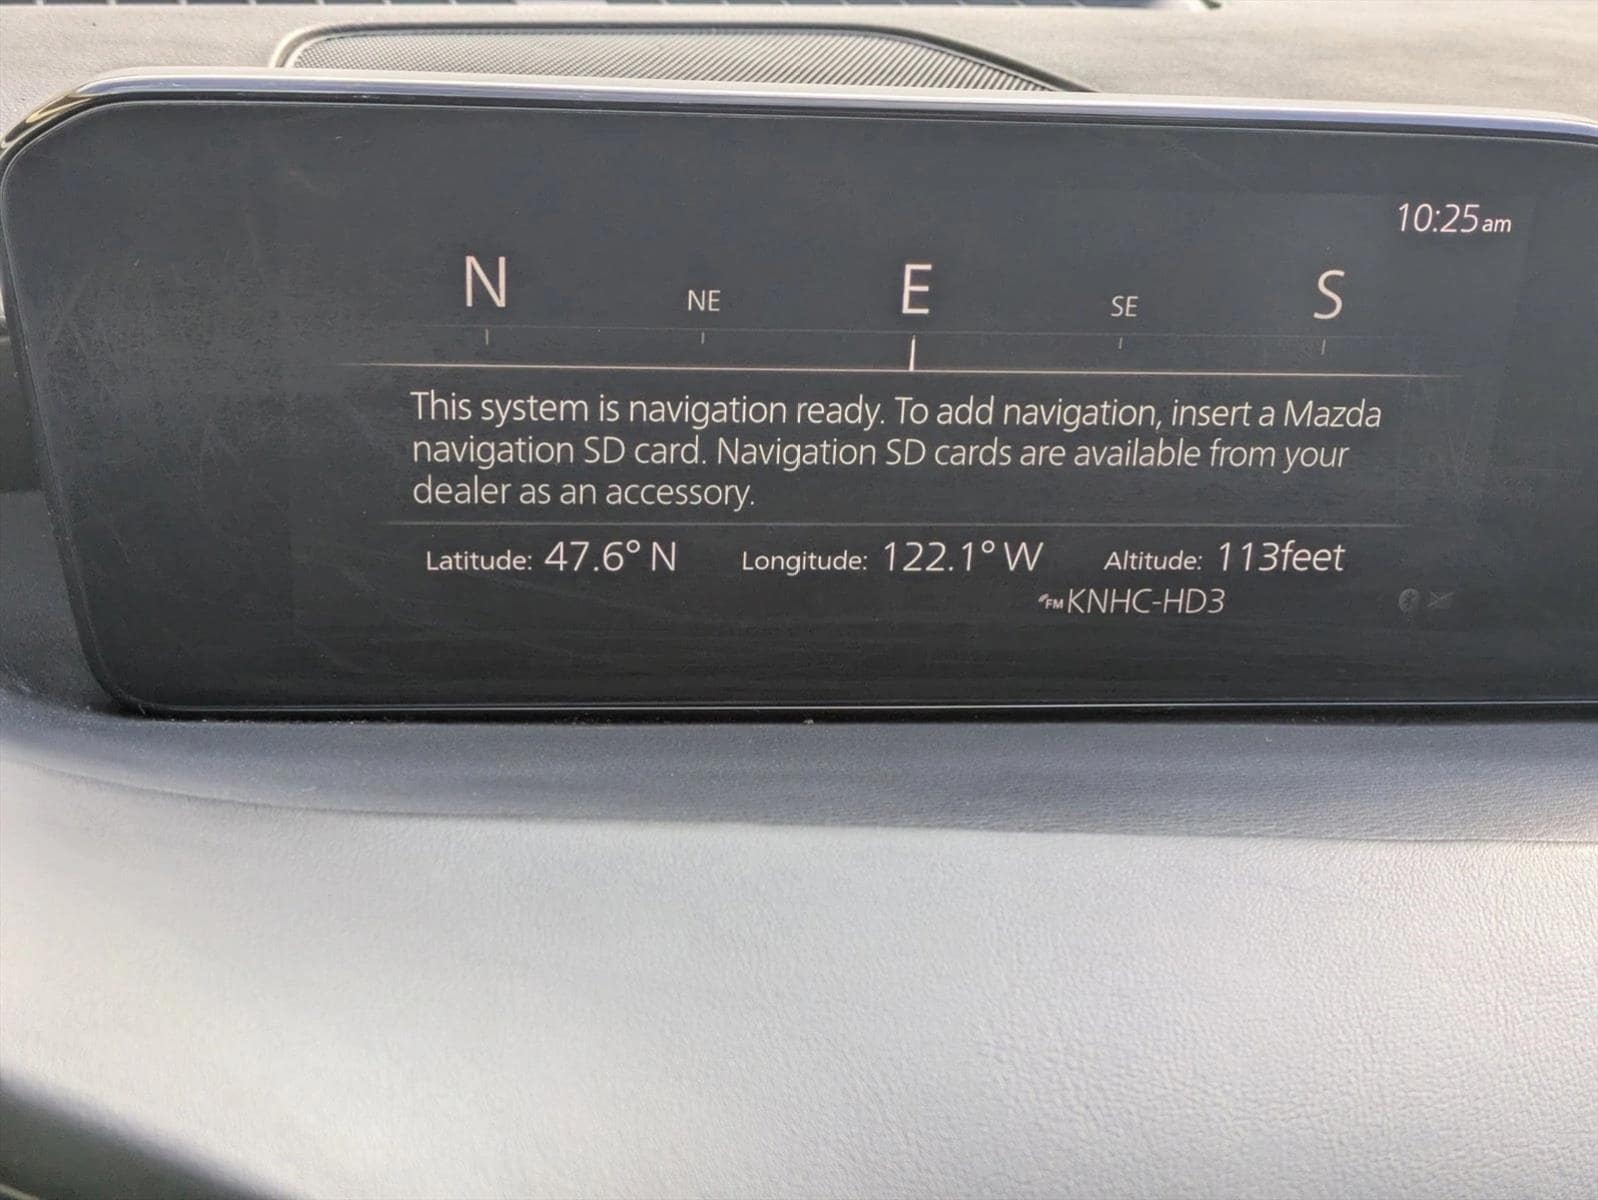 10:25am
N NE E SE S
This system is navigation ready. To add navigation, insert a Mazda
navigation SD card. Navigation SD cards are available from your
dealer as an accessory.
Latitude: 47.6° N Longitude: 122.1° W Altitude: 113feet
FM KNHC-HD3